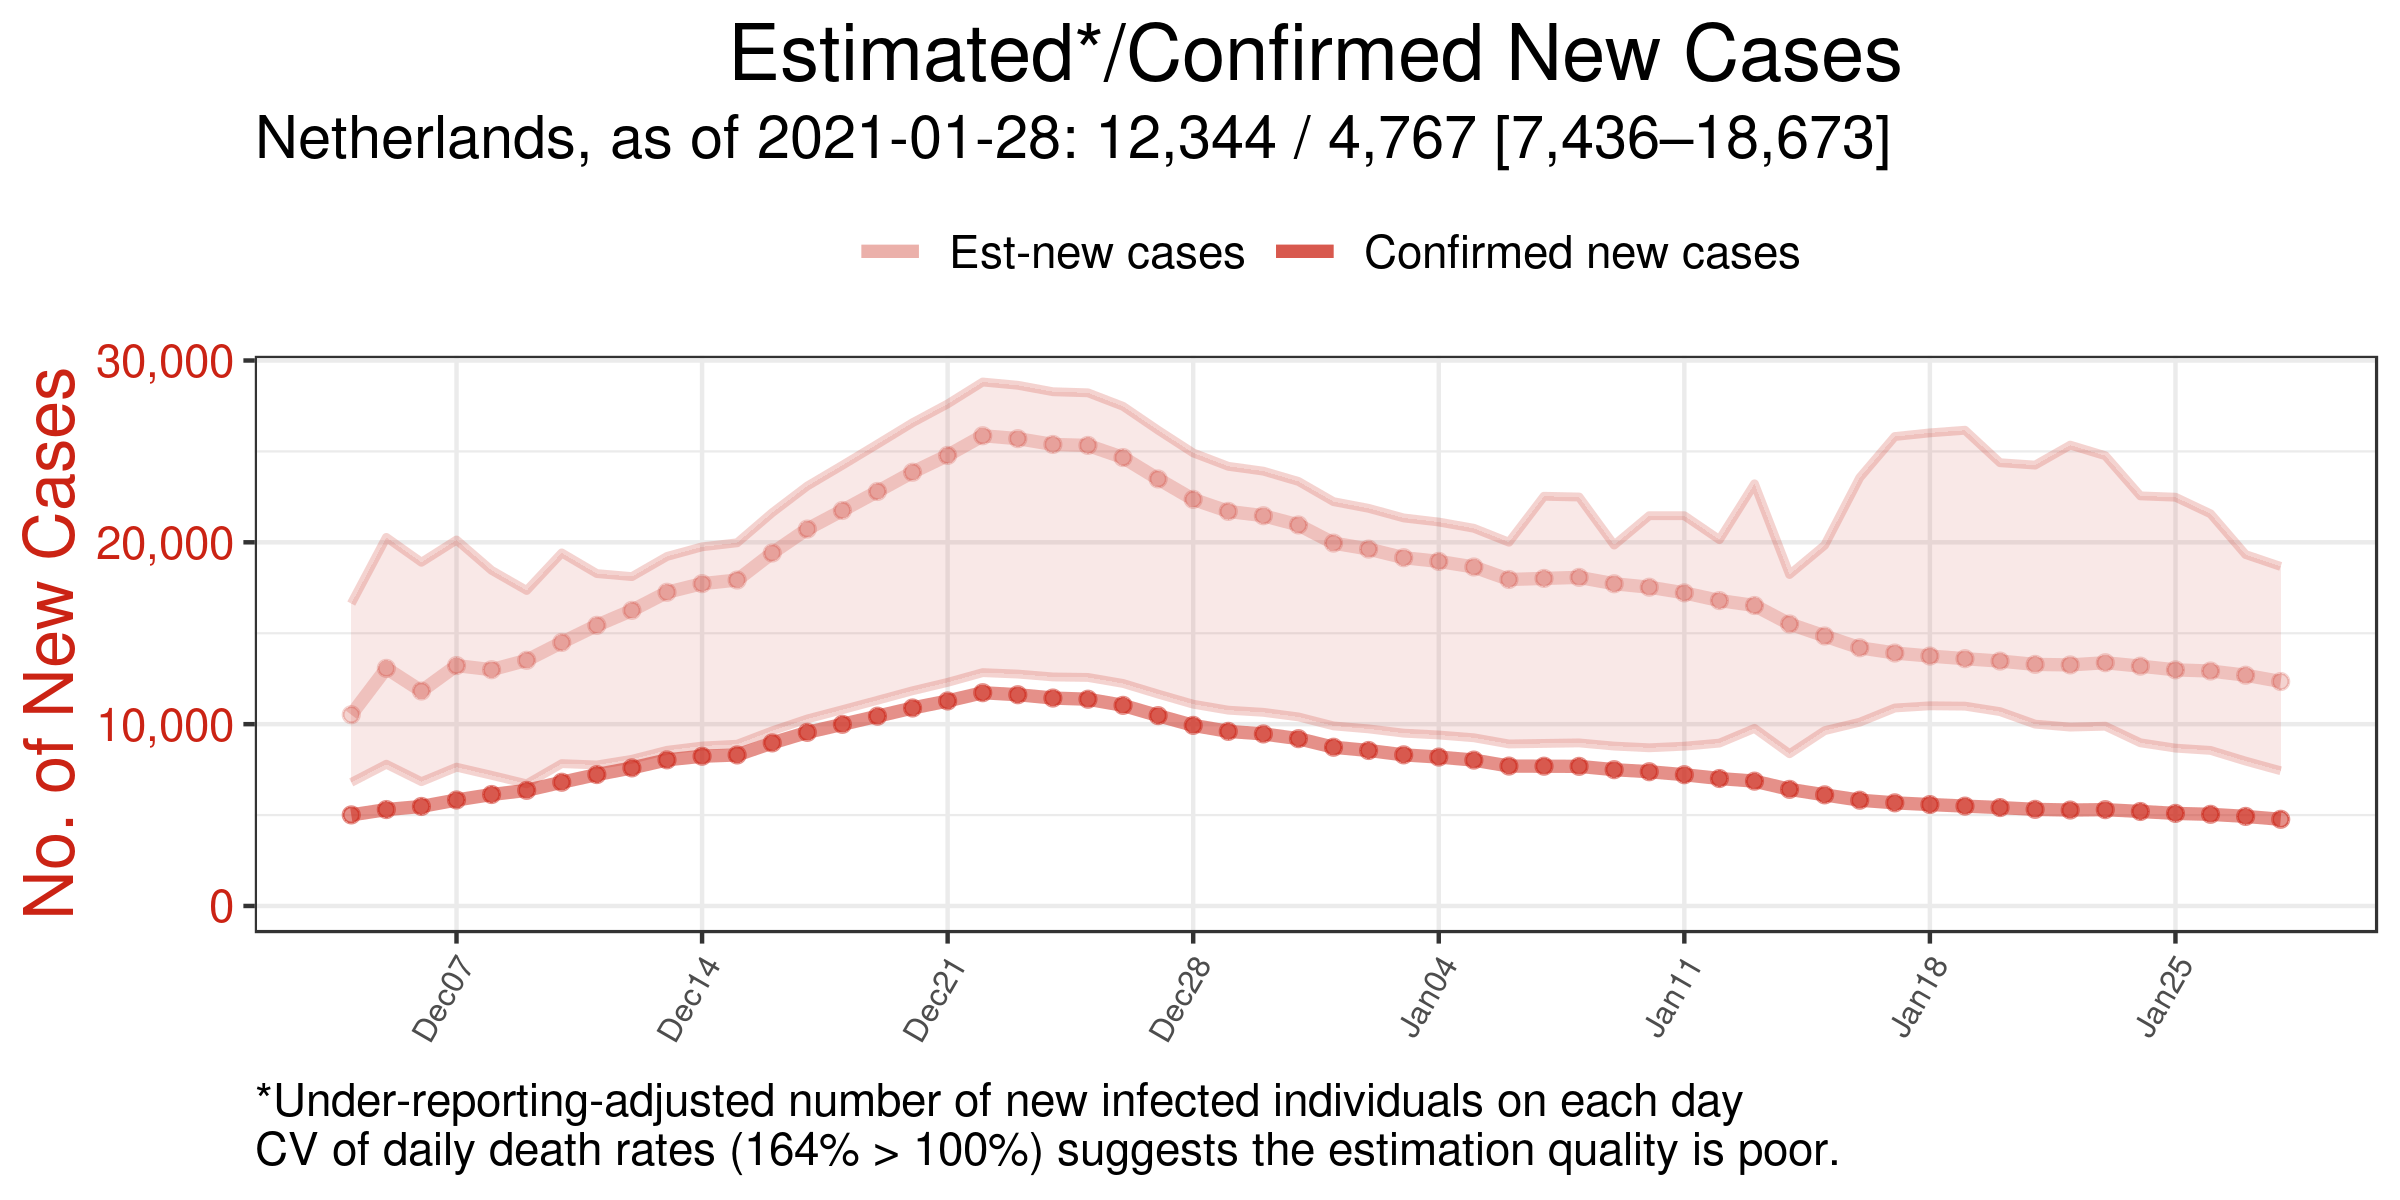 Estimated*/Confirmed New Cases
Netherlands, as of 2021-01-28: 12,344 / 4,767 [7,436–18,673]
Est-new cases
Confirmed new cases
No. of New Cases
30,000
20,000
10,000
0
Dec07
Dec14
Dec21
Dec28
Jan04
Jan11
Jan18
Jan25
*Under-reporting-adjusted number of new infected individuals on each day
CV of daily death rates (164% > 100%) suggests the estimation quality is poor.